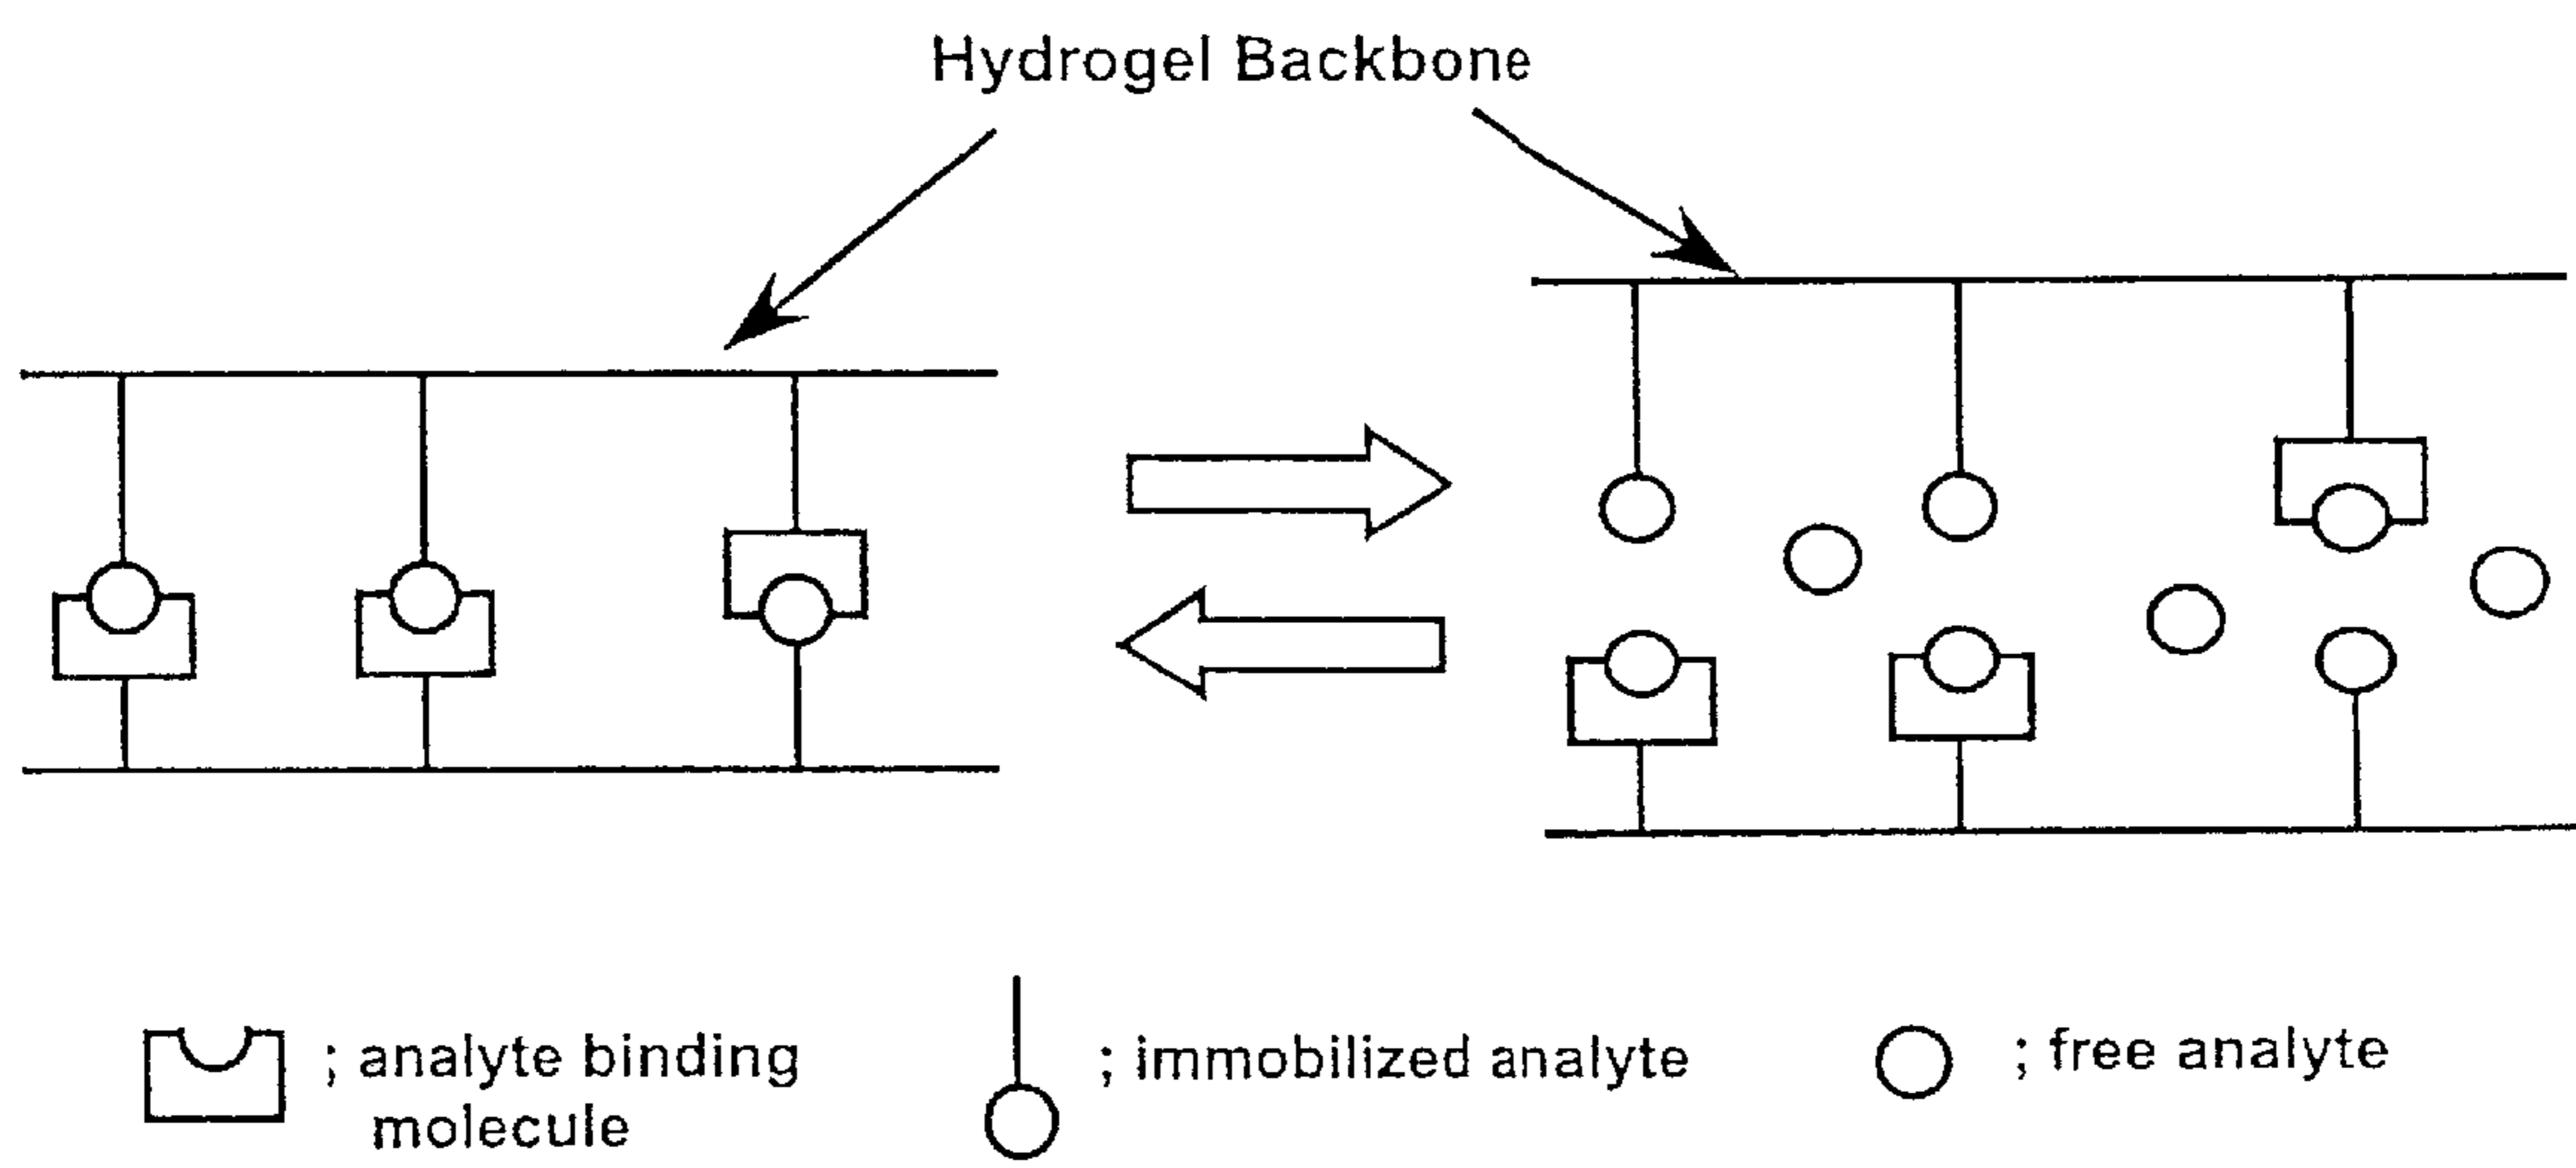 Hydrogel Backbone
; analyte binding
molecule
; immobilized analyte
; free analyte